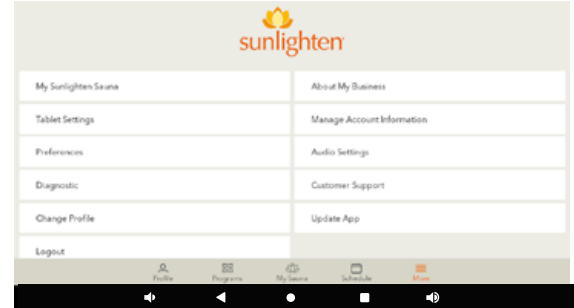 sunlighten
My Sunlighten Sauna
About My Business
Tablet Settings
Manage Account Information
Preferences
Audio Settings
Diagnostic
Customer Support
Change Profile
Update App
Logout
Profile
Programs
My Sauna
Schedule
More